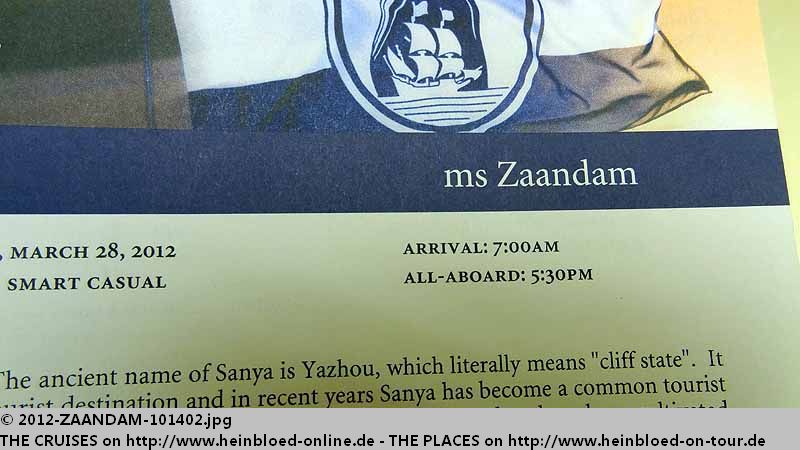 ms Zaandam
, MARCH 28, 2012
ARRIVAL: 7:00AM
SMART CASUAL
ALL-ABOARD: 5:30PM
The ancient name of Sanya is Yazhou, which literally means "cliff state". It
destination and in recent years Sanya has become a common tourist
© 2012-ZAANDAM-101402.jpg
THE CRUISES on http://www.heinbloed-online.de - THE PLACES on http://www.heinbloed-on-tour.de